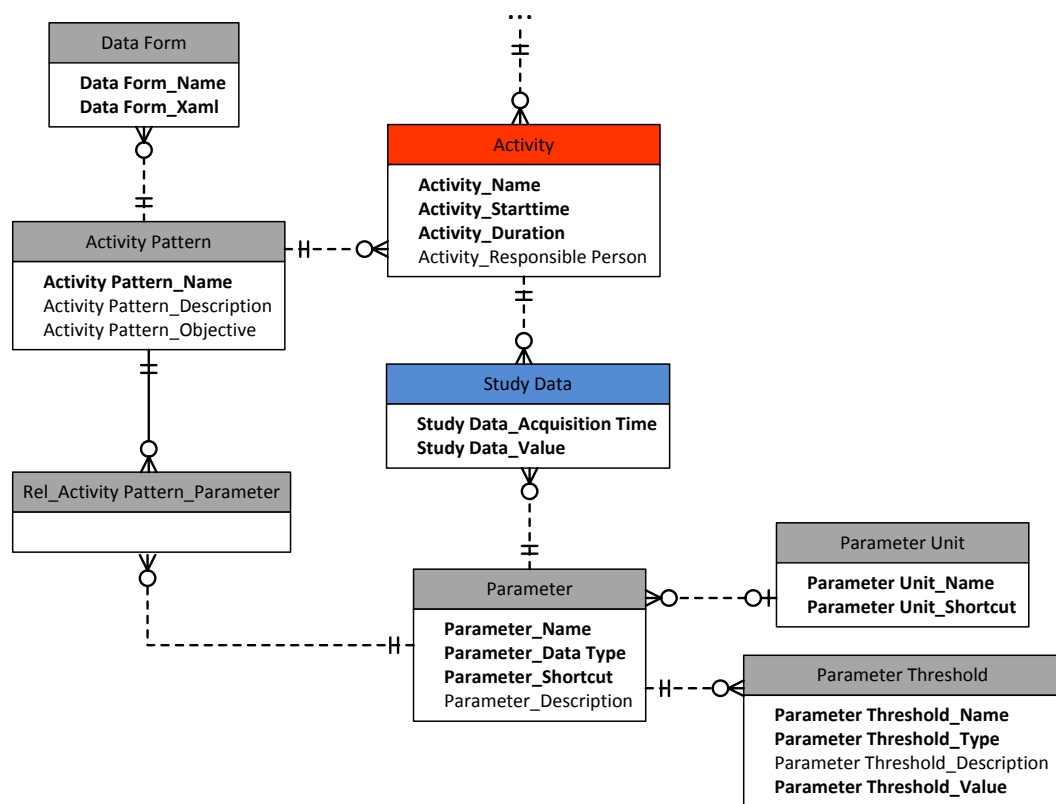 ...
Data Form
Data Form_Name
Data Form_Xaml
Activity
Activity_Name
Activity_Starttime
Activity_Duration
Activity_Responsible Person
Activity Pattern
Activity Pattern_Name
Activity Pattern_Description
Activity Pattern_Objective
Study Data
Study Data_Acquisition Time
Study Data_Value
Rel_Activity Pattern_Parameter
Parameter Unit
Parameter Unit_Name
Parameter Unit_Shortcut
Parameter
Parameter_Name
Parameter_Data Type
Parameter_Shortcut
Parameter_Description
Parameter Threshold
Parameter Threshold_Name
Parameter Threshold_Type
Parameter Threshold_Description
Parameter Threshold_Value